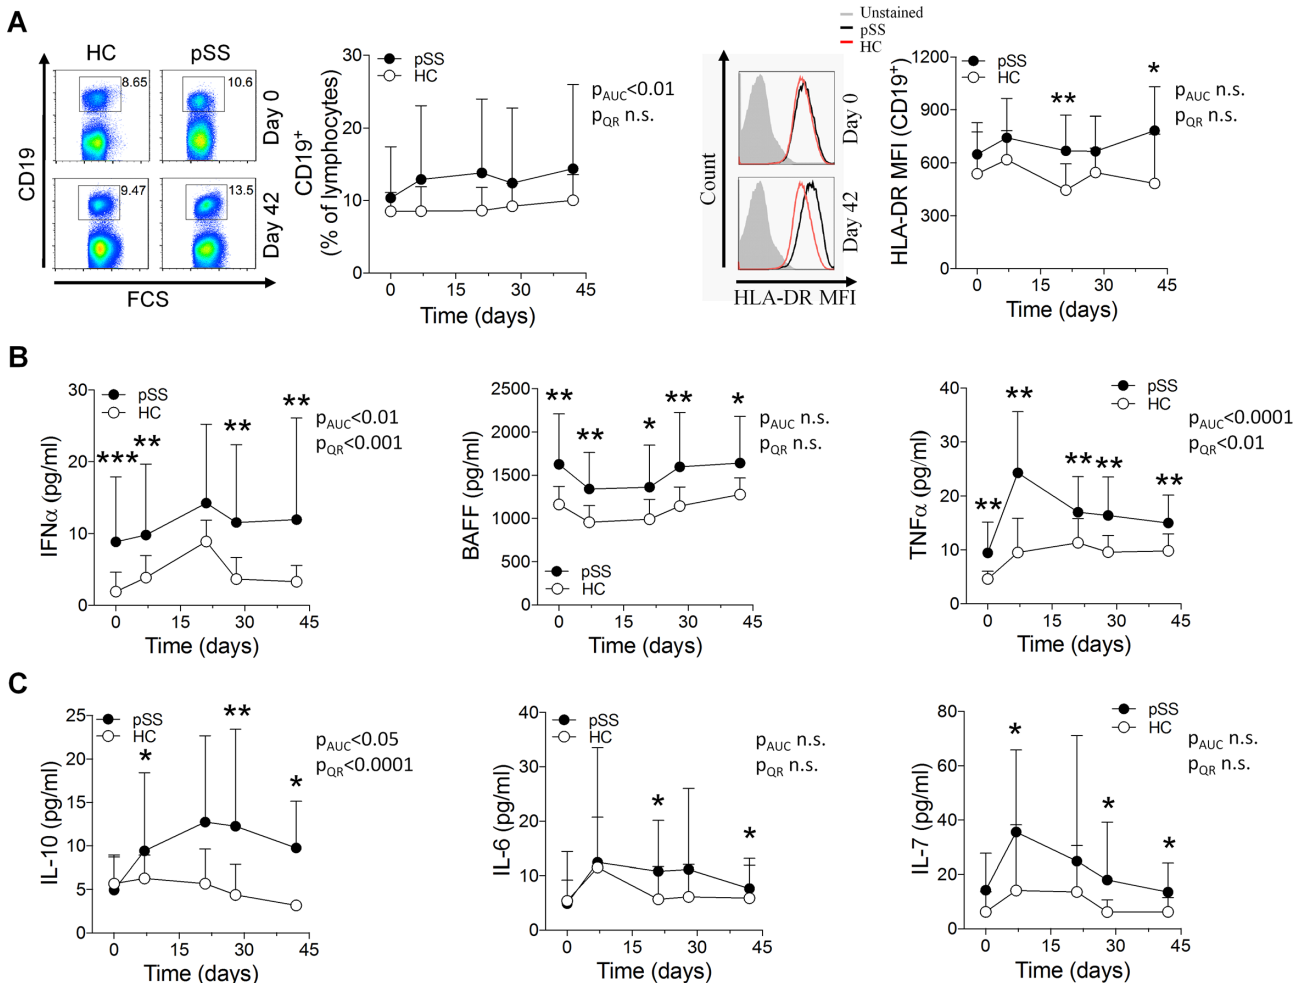 A
HC
pSS
8.65
10.6
Day 0
9.47
13.5
Day 42
CD19
FCS
CD19⁺
(% of lymphocytes)
30
20
10
0
pSS
HC
pAUC<0.01
pQR n.s.
0 15 30 45
Time (days)
Unstained
pSS
HC
Count
Day 0
Day 42
HLA-DR MFI
HLA-DR MFI (CD19⁺)
1200
900
600
300
0
pSS
HC
**
*
pAUC n.s.
pQR n.s.
0 15 30 45
Time (days)
B
IFNα (pg/ml)
30
20
10
0
pSS
HC
*** ** ** **
pAUC<0.01
pQR<0.001
0 15 30 45
Time (days)
BAFF (pg/ml)
2500
2000
1500
1000
500
0
** ** * ** *
pSS
HC
pAUC n.s.
pQR n.s.
0 15 30 45
Time (days)
TNFα (pg/ml)
40
30
20
10
0
pSS
HC
** ** ** ** **
pAUC<0.0001
pQR<0.01
0 15 30 45
Time (days)
C
IL-10 (pg/ml)
25
20
15
10
5
0
pSS
HC
* ** *
pAUC<0.05
pQR<0.0001
0 15 30 45
Time (days)
IL-6 (pg/ml)
40
30
20
10
0
pSS
HC
* *
pAUC n.s.
pQR n.s.
0 15 30 45
Time (days)
IL-7 (pg/ml)
80
60
40
20
0
pSS
HC
* * *
pAUC n.s.
pQR n.s.
0 15 30 45
Time (days)